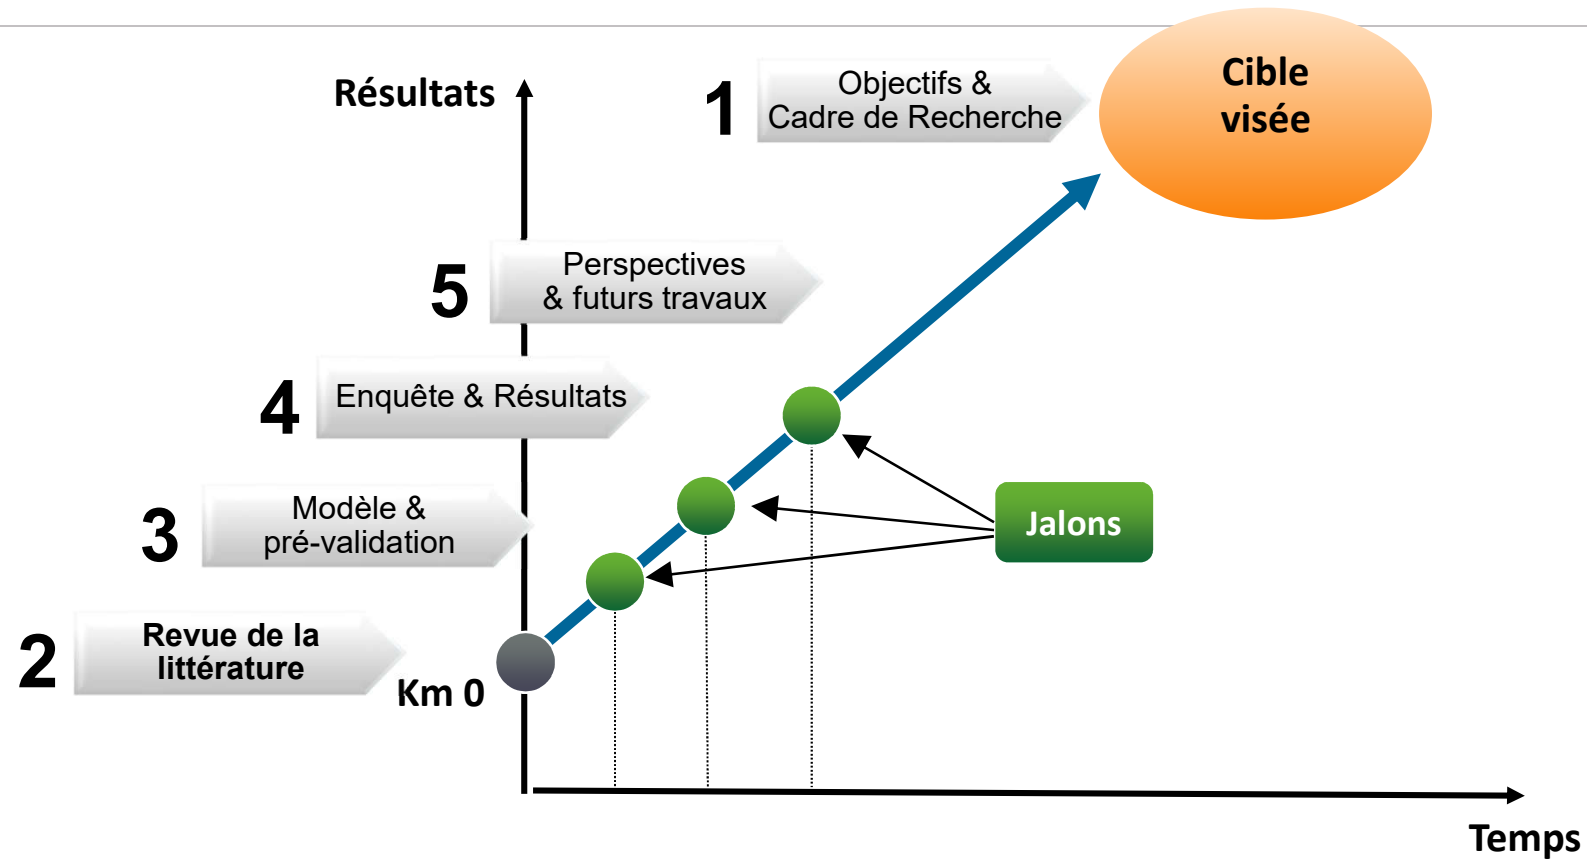 Résultats
1
Objectifs &
Cadre de Recherche
Cible
visée
5
Perspectives
& futurs travaux
4
Enquête & Résultats
3
Modèle &
pré-validation
Jalons
2
Revue de la
littérature
Km 0
Temps